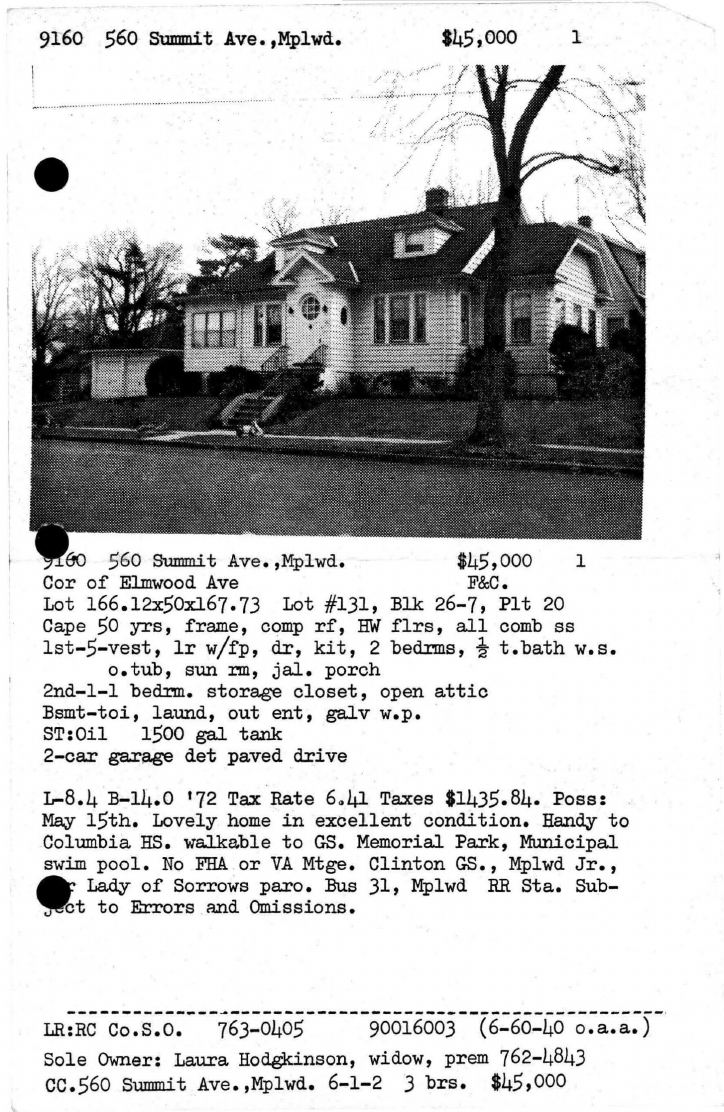 9160 560 Summit Ave.,Mplwd. $45,000 1
9160 560 Summit Ave.,Mplwd. $45,000 1
Cor of Elmwood Ave F&C.
Lot 166.12x50x167.73 Lot #131, Blk 26-7, Plt 20
Cape 50 yrs, frame, comp rf, HW flrs, all comb ss
1st-5-vest, lr w/fp, dr, kit, 2 bedrms, ½ t.bath w.s.
o.tub, sun rm, jal. porch
2nd-1-1 bedrm. storage closet, open attic
Bsmt-toi, laund, out ent, galv w.p.
ST:Oil 1500 gal tank
2-car garage det paved drive
L-8.4 B-14.0 '72 Tax Rate 6.41 Taxes $1435.84. Poss:
May 15th. Lovely home in excellent condition. Handy to
Columbia HS. walkable to GS. Memorial Park, Municipal
swim pool. No FHA or VA Mtge. Clinton GS., Mplwd Jr.,
r Lady of Sorrows paro. Bus 31, Mplwd RR Sta. Sub-
ject to Errors and Omissions.
LR:RC Co.S.O. 763-0405 90016003 (6-60-40 o.a.a.)
Sole Owner: Laura Hodgkinson, widow, prem 762-4843
CC.560 Summit Ave.,Mplwd. 6-1-2 3 brs. $45,000